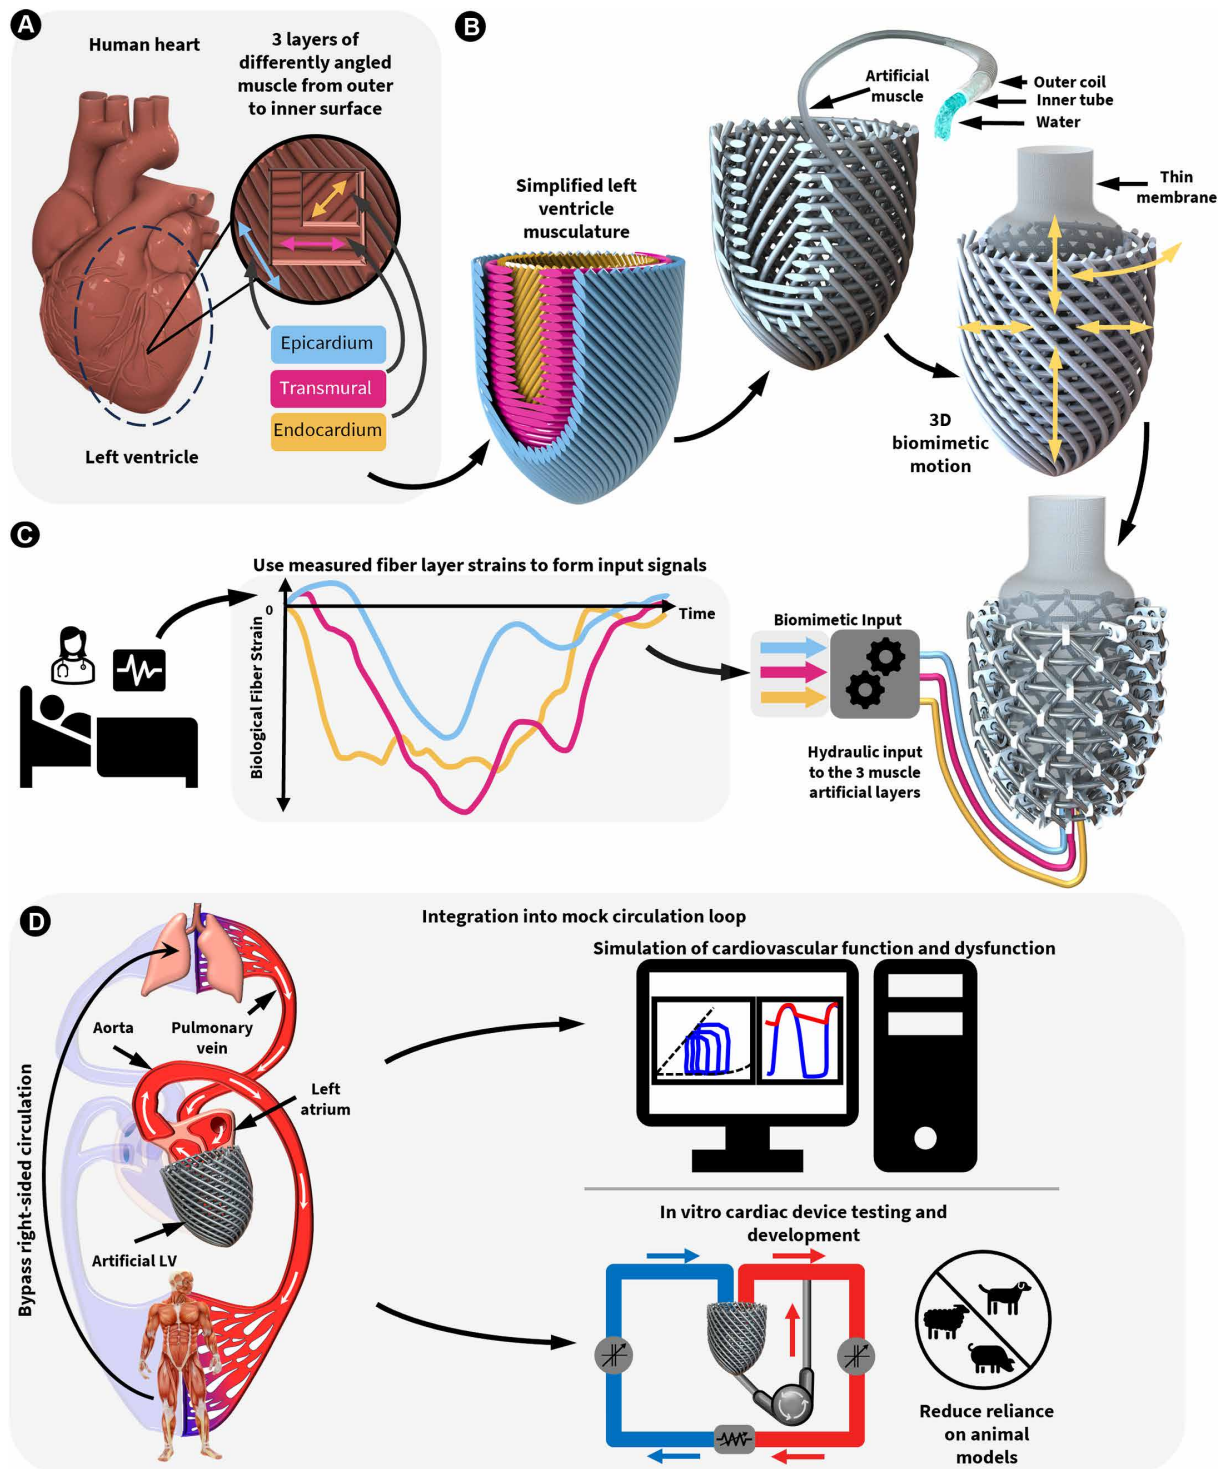 A
Human heart
3 layers of
differently angled
muscle from outer
to inner surface
Epicardium
Transmural
Endocardium
Left ventricle
B
Simplified left
ventricle
musculature
Artificial
muscle
Outer coil
Inner tube
Water
Thin
membrane
3D
biomimetic
motion
C
Use measured fiber layer strains to form input signals
0
Time
Biological Fiber Strain
Biomimetic Input
Hydraulic input
to the 3 muscle
artificial layers
D
Integration into mock circulation loop
Bypass right-sided circulation
Aorta
Pulmonary
vein
Left
atrium
Artificial LV
Simulation of cardiovascular function and dysfunction
In vitro cardiac device testing and
development
Reduce reliance
on animal
models